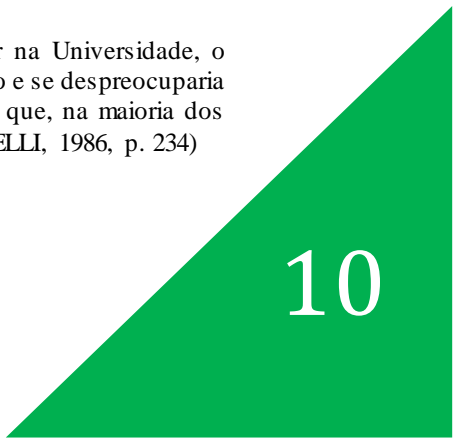 na Universidade, o
e se despreocuparia
que, na maioria dos
ELLI, 1986, p. 234)
10